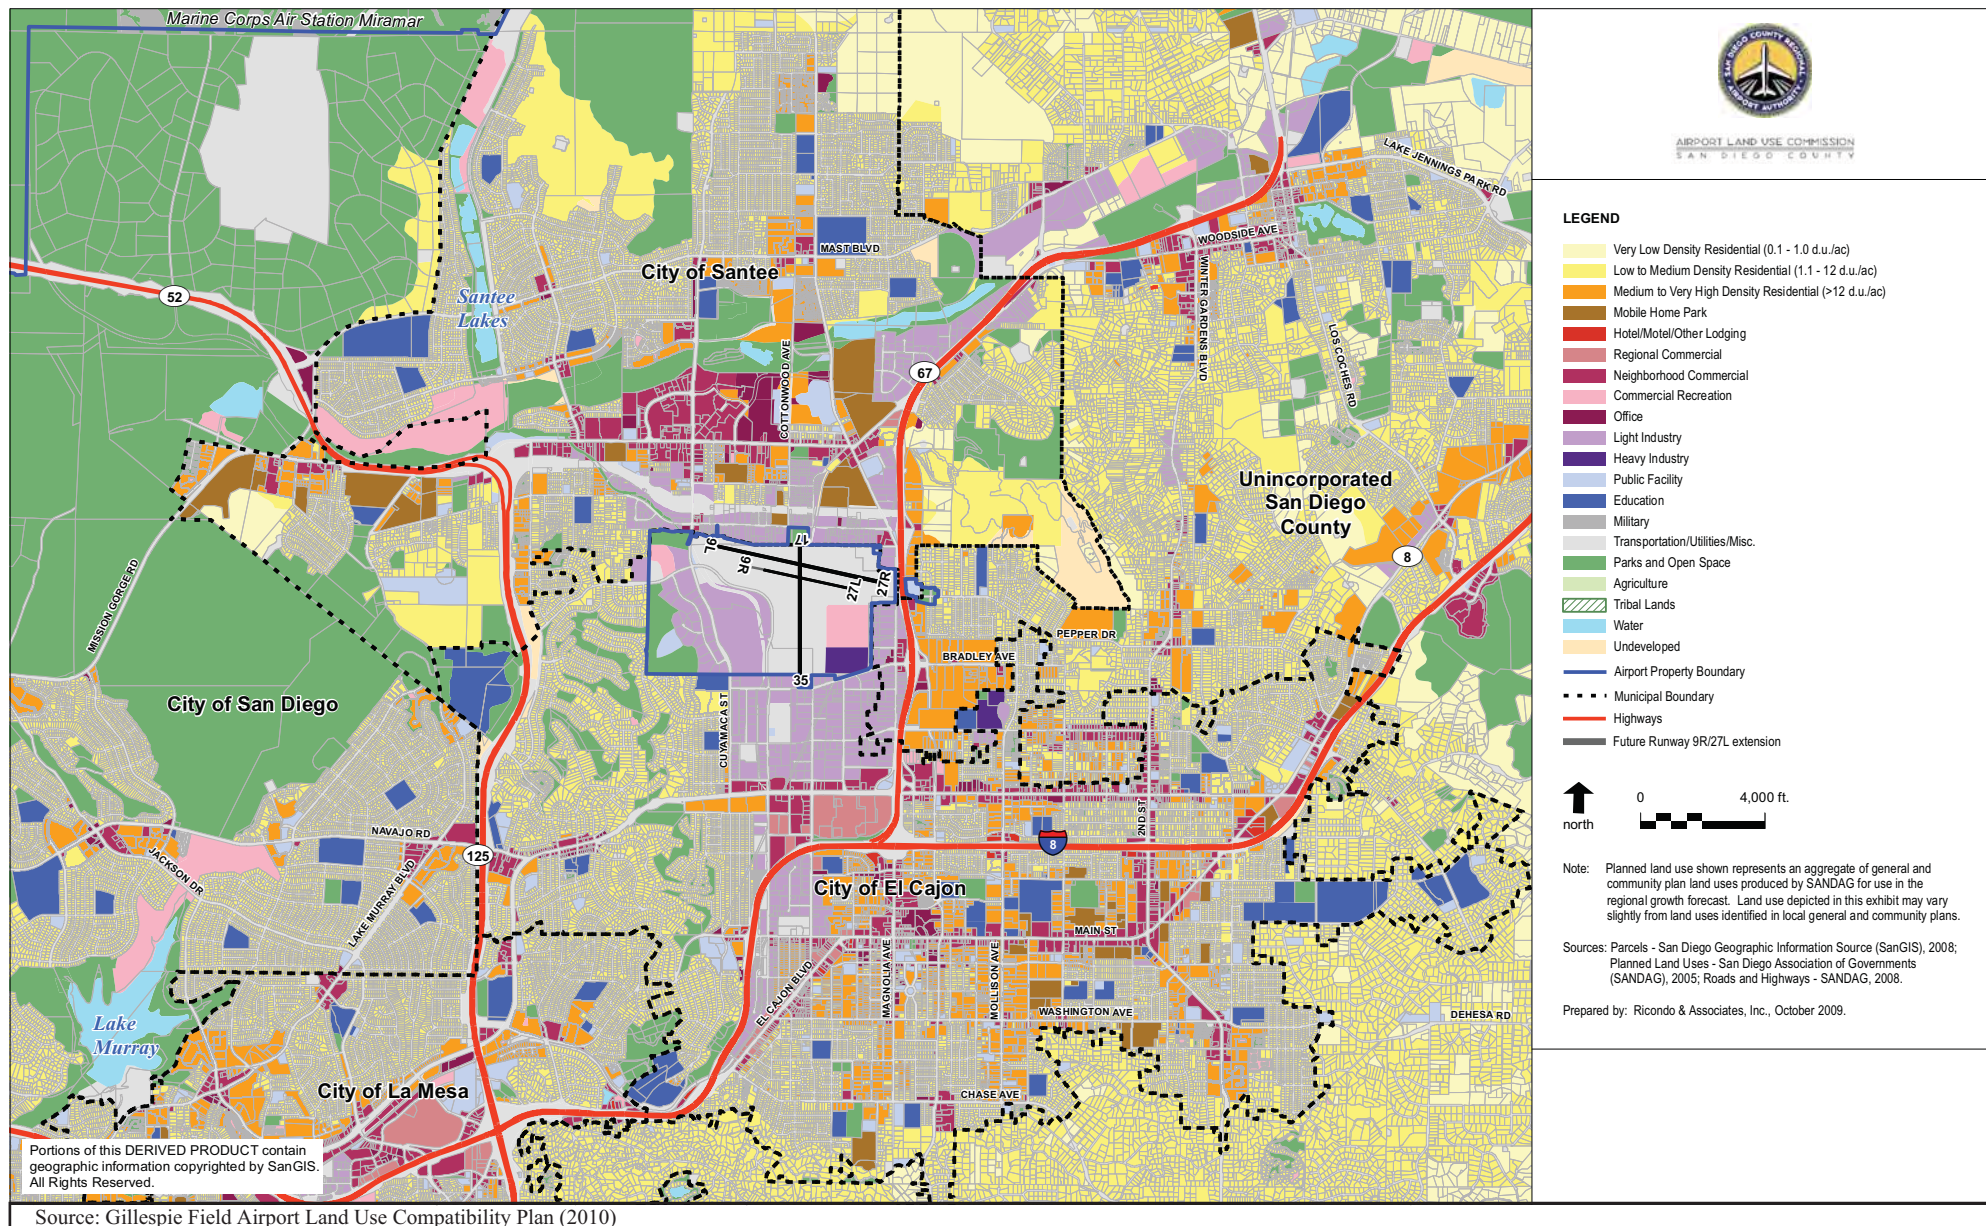 Marine Corps Air Station Miramar
52
Santee
Lakes
City of Santee
MAST BLVD
COTTONWOOD AVE
67
WOODSIDE AVE
WINTER GARDENS BLVD
LOS COCHES RD
LAKE JENNINGS PARK RD
Unincorporated
San Diego
County
8
MISSION GORGE RD
City of San Diego
9L
9R
17
27L
27R
35
CUYAMACA ST
PEPPER DR
BRADLEY AVE
2ND ST
NAVAJO RD
JACKSON DR
LAKE MURRAY BLVD
125
8
City of El Cajon
MAIN ST
EL CAJON BLVD
MAGNOLIA AVE
MOLLISON AVE
WASHINGTON AVE
DEHESA RD
CHASE AVE
Lake
Murray
City of La Mesa
Portions of this DERIVED PRODUCT contain
geographic information copyrighted by SanGIS.
All Rights Reserved.
SAN DIEGO COUNTY REGIONAL
AIRPORT AUTHORITY
AIRPORT LAND USE COMMISSION
SAN DIEGO COUNTY
LEGEND
Very Low Density Residential (0.1 - 1.0 d.u./ac)
Low to Medium Density Residential (1.1 - 12 d.u./ac)
Medium to Very High Density Residential (>12 d.u./ac)
Mobile Home Park
Hotel/Motel/Other Lodging
Regional Commercial
Neighborhood Commercial
Commercial Recreation
Office
Light Industry
Heavy Industry
Public Facility
Education
Military
Transportation/Utilities/Misc.
Parks and Open Space
Agriculture
Tribal Lands
Water
Undeveloped
Airport Property Boundary
Municipal Boundary
Highways
Future Runway 9R/27L extension
0 4,000 ft.
north
Note: Planned land use shown represents an aggregate of general and
community plan land uses produced by SANDAG for use in the
regional growth forecast. Land use depicted in this exhibit may vary
slightly from land uses identified in local general and community plans.
Sources: Parcels - San Diego Geographic Information Source (SanGIS), 2008;
Planned Land Uses - San Diego Association of Governments
(SANDAG), 2005; Roads and Highways - SANDAG, 2008.
Prepared by: Ricondo & Associates, Inc., October 2009.
Source: Gillespie Field Airport Land Use Compatibility Plan (2010)